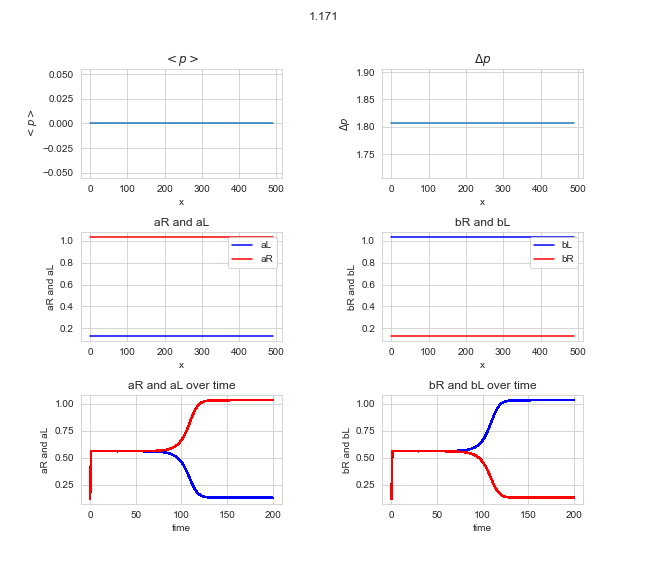 1.171
< p >
Δp
0.050
0.025
0.000
−0.025
−0.050
< p >
0 100 200 300 400 500
x
1.90
1.85
1.80
1.75
Δp
0 100 200 300 400 500
x
aR and aL
bR and bL
1.0
0.8
0.6
0.4
0.2
aR and aL
aL
aR
0 100 200 300 400 500
x
1.0
0.8
0.6
0.4
0.2
bR and bL
bL
bR
0 100 200 300 400 500
x
aR and aL over time
bR and bL over time
1.00
0.75
0.50
0.25
aR and aL
0 50 100 150 200
time
1.00
0.75
0.50
0.25
bR and bL
0 50 100 150 200
time